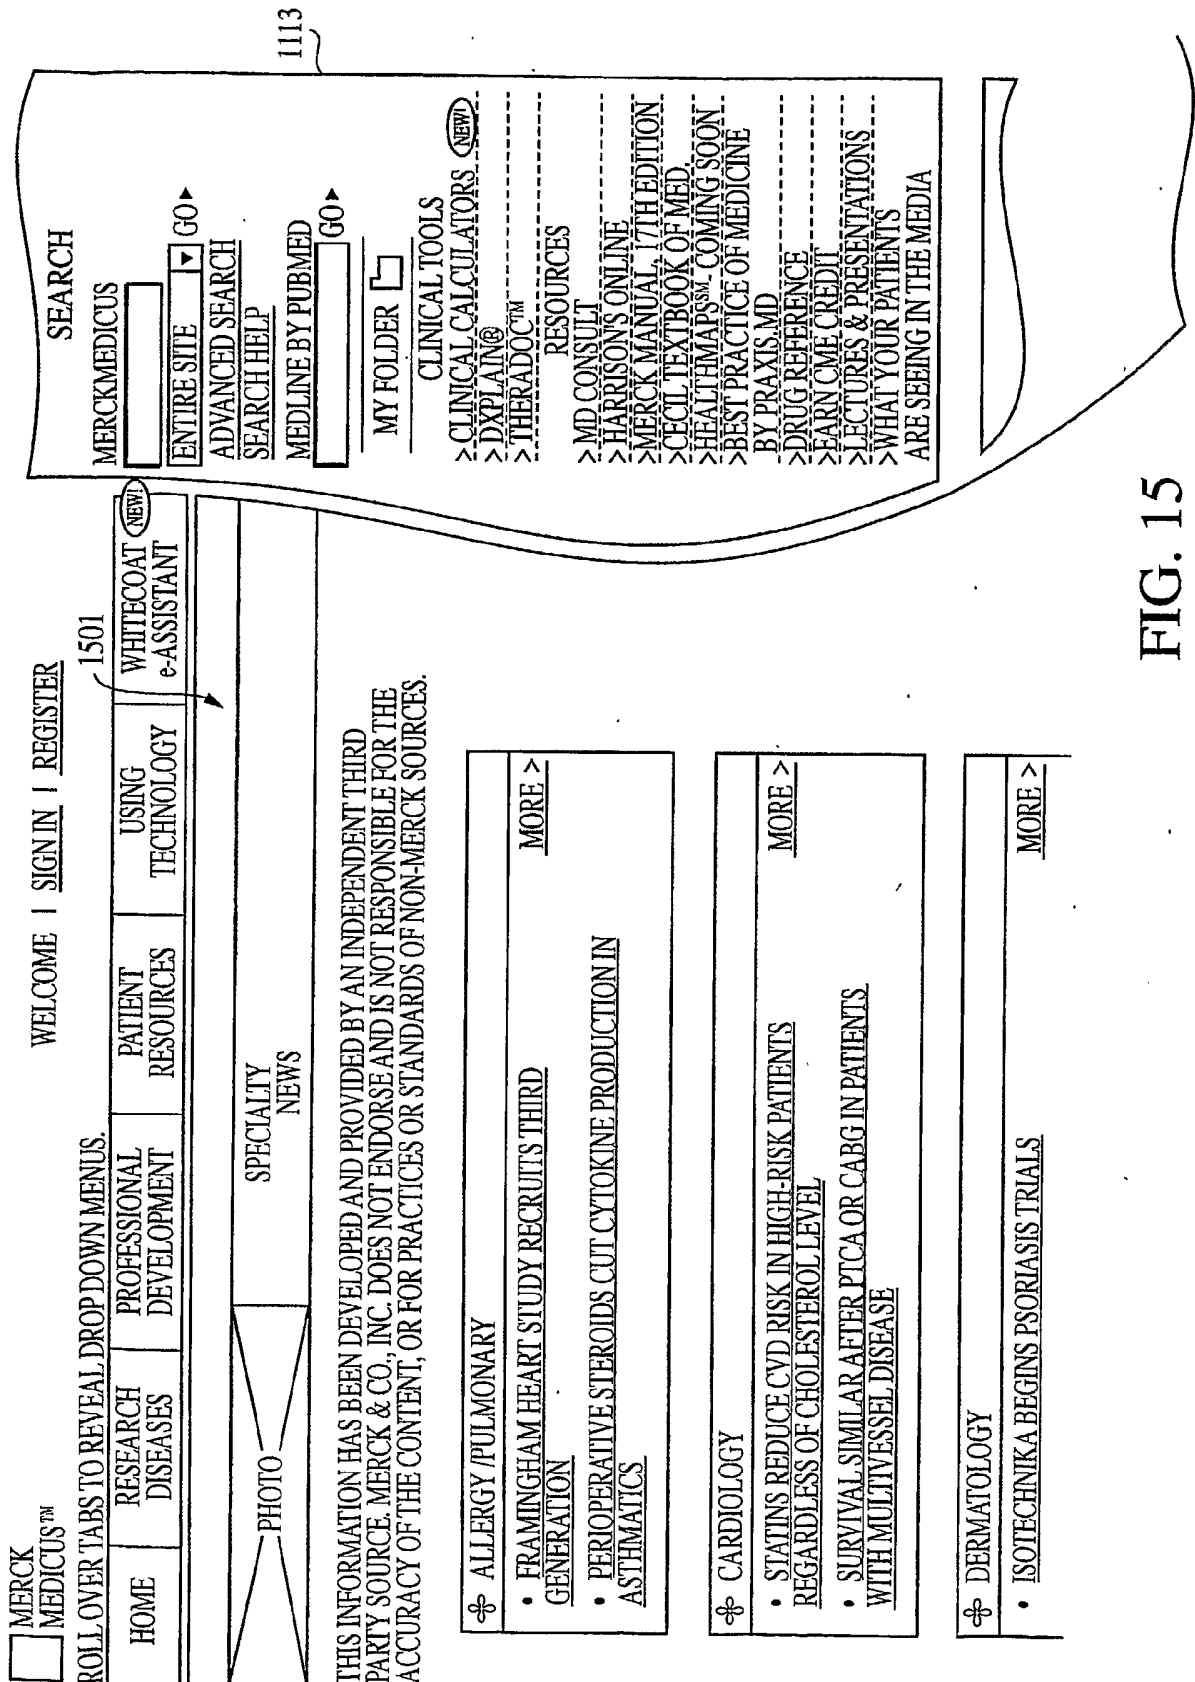 MERCK
MEDICUS™
WELCOME | SIGN IN | REGISTER
ROLL OVER TABS TO REVEAL DROP DOWN MENUS.
HOME
RESEARCH
DISEASES
PROFESSIONAL
DEVELOPMENT
PATIENT
RESOURCES
USING
TECHNOLOGY
WHITECOAT
e-ASSISTANT
NEW!
1501
PHOTO
SPECIALTY
NEWS
THIS INFORMATION HAS BEEN DEVELOPED AND PROVIDED BY AN INDEPENDENT THIRD
PARTY SOURCE. MERCK & CO., INC. DOES NOT ENDORSE AND IS NOT RESPONSIBLE FOR THE
ACCURACY OF THE CONTENT, OR FOR PRACTICES OR STANDARDS OF NON-MERCK SOURCES.
ALLERGY /PULMONARY
• FRAMINGHAM HEART STUDY RECRUITS THIRD
GENERATION
MORE >
• PERIOPERATIVE STEROIDS CUT CYTOKINE PRODUCTION IN
ASTHMATICS
CARDIOLOGY
• STATINS REDUCE CVD RISK IN HIGH-RISK PATIENTS
REGARDLESS OF CHOLESTEROL LEVEL
MORE >
• SURVIVAL SIMILAR AFTER PTCA OR CABG IN PATIENTS
WITH MULTIVESSEL DISEASE
DERMATOLOGY
• ISOTECHNIKA BEGINS PSORIASIS TRIALS
MORE >
SEARCH
MERCKMEDICUS
ENTIRE SITE ▼ GO►
ADVANCED SEARCH
SEARCH HELP
MEDLINE BY PUBMED
GO►
MY FOLDER
CLINICAL TOOLS
> CLINICAL CALCULATORS NEW!
> DXPLAIN®
> THERADOC™
RESOURCES
> MD CONSULT
> HARRISON'S ONLINE
> MERCK MANUAL, 17TH EDITION
> CECIL TEXTBOOK OF MED.
> HEALTHMAPS℠- COMING SOON
> BEST PRACTICE OF MEDICINE
BY PRAXIS.MD
> DRUG REFERENCE
> EARN CME CREDIT
> LECTURES & PRESENTATIONS
> WHAT YOUR PATIENTS
ARE SEEING IN THE MEDIA
1113
FIG. 15